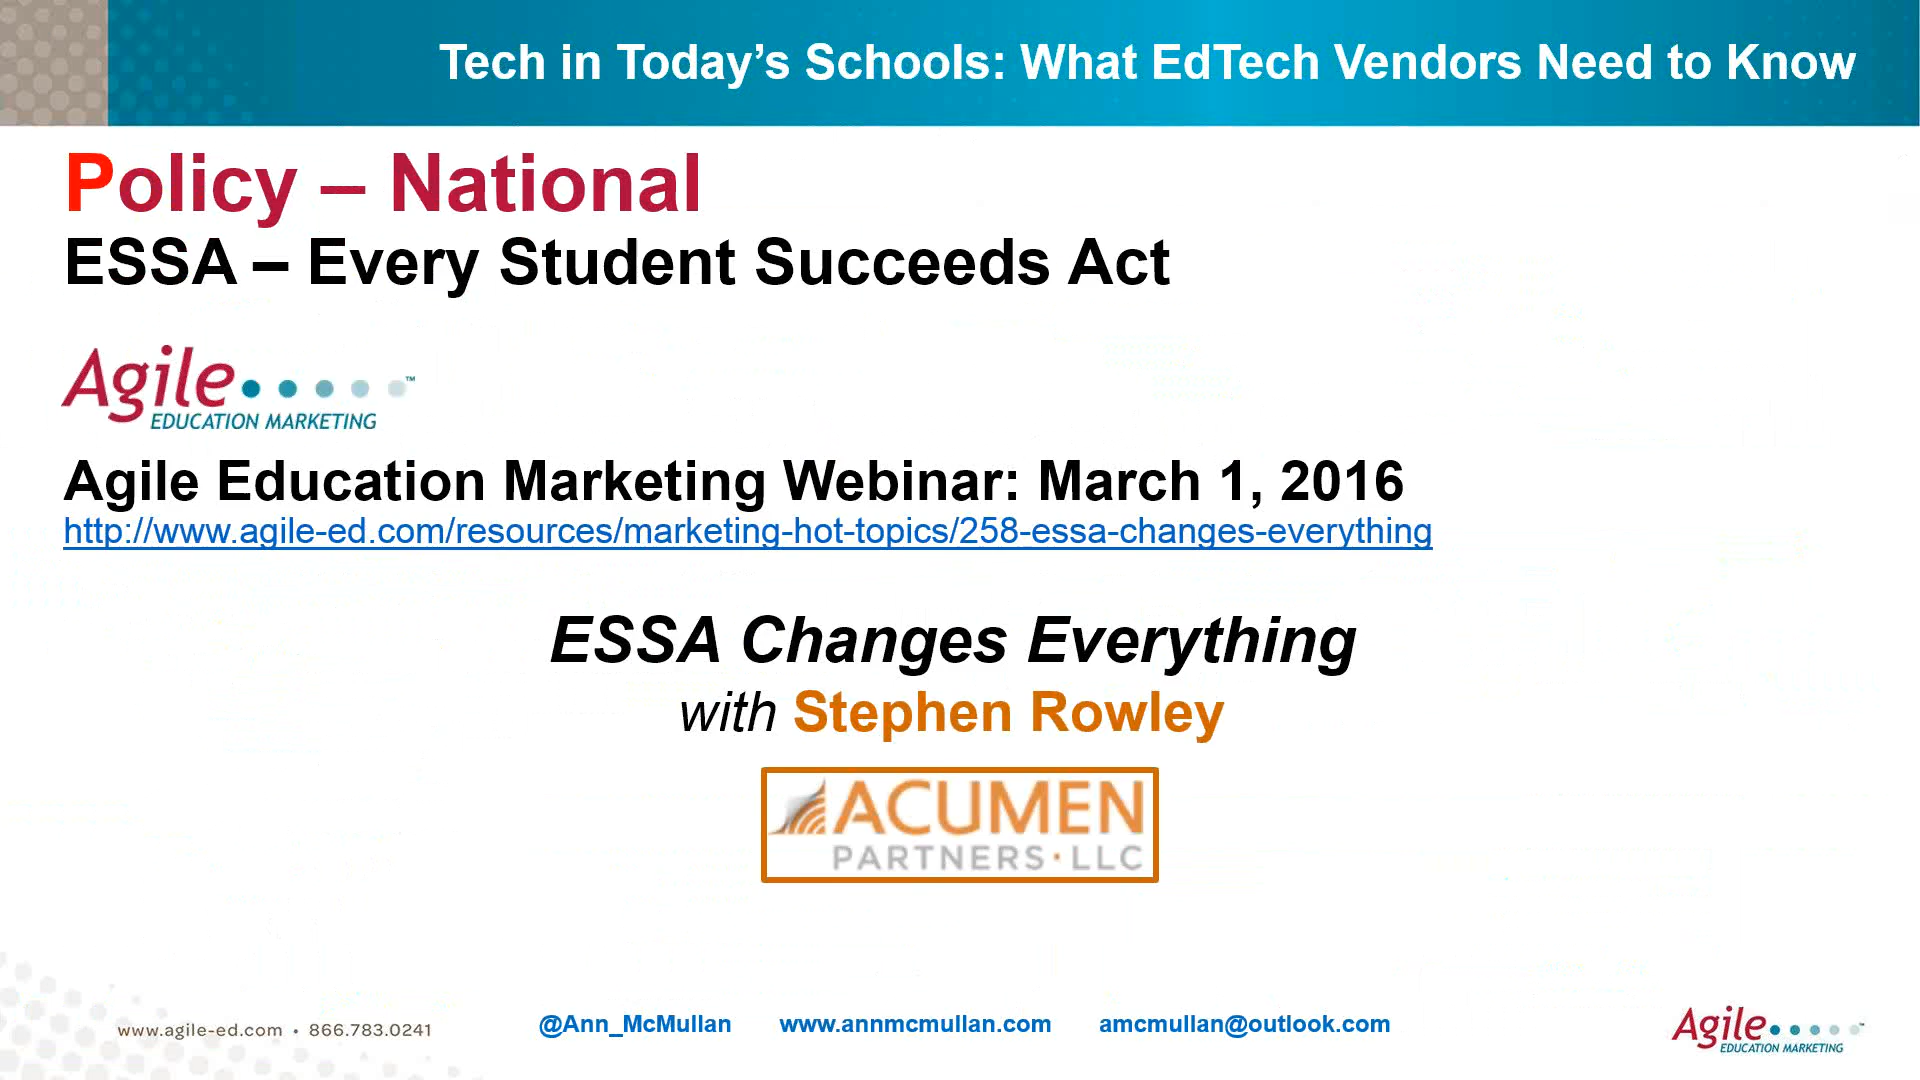 Tech in Today’s Schools: What EdTech Vendors Need to Know
Policy – National
ESSA – Every Student Succeeds Act
Agile
EDUCATION MARKETING
Agile Education Marketing Webinar: March 1, 2016
http://www.agile-ed.com/resources/marketing-hot-topics/258-essa-changes-everything
ESSA Changes Everything
with Stephen Rowley
ACUMEN
PARTNERS · LLC
www.agile-ed.com • 866.783.0241
@Ann_McMullan www.annmcmullan.com amcmullan@outlook.com
Agile
EDUCATION MARKETING